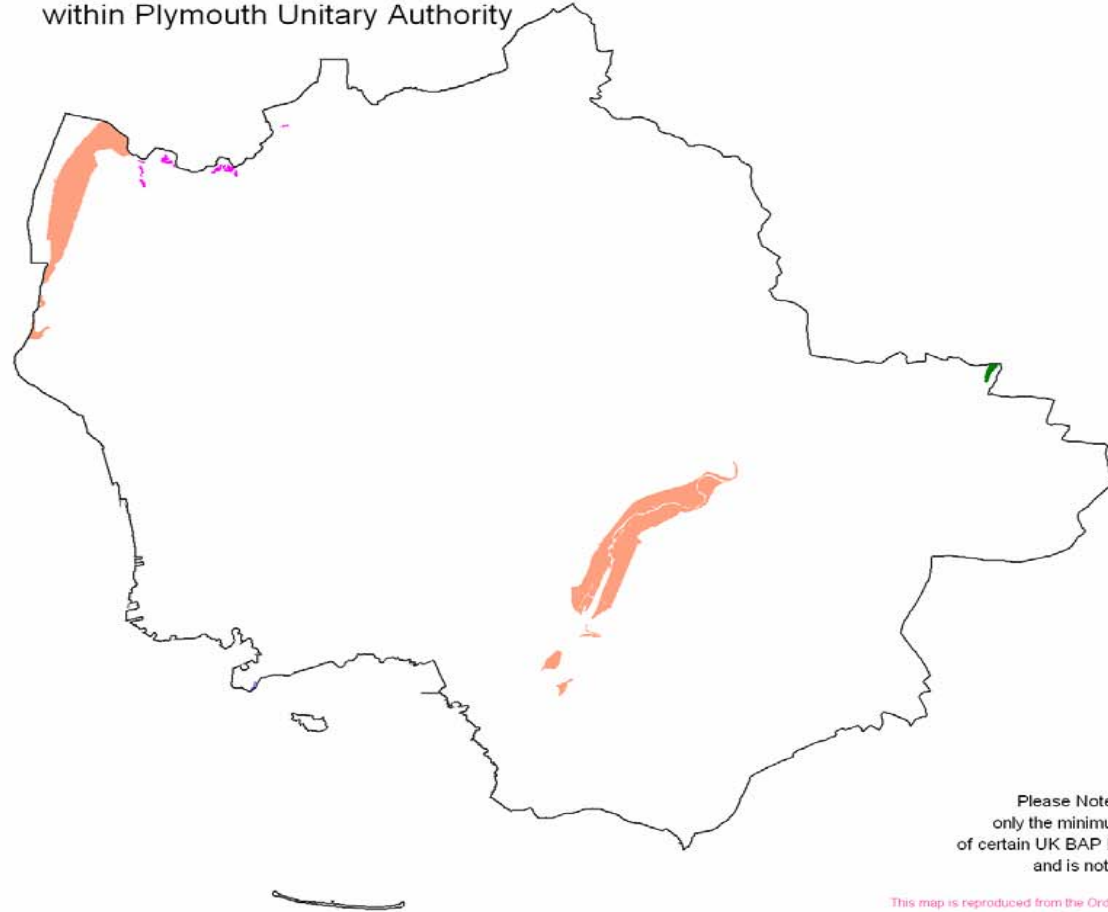 within Plymouth Unitary Authority
Please Note
only the minimu
of certain UK BAP
and is not
This map is reproduced from the Ord